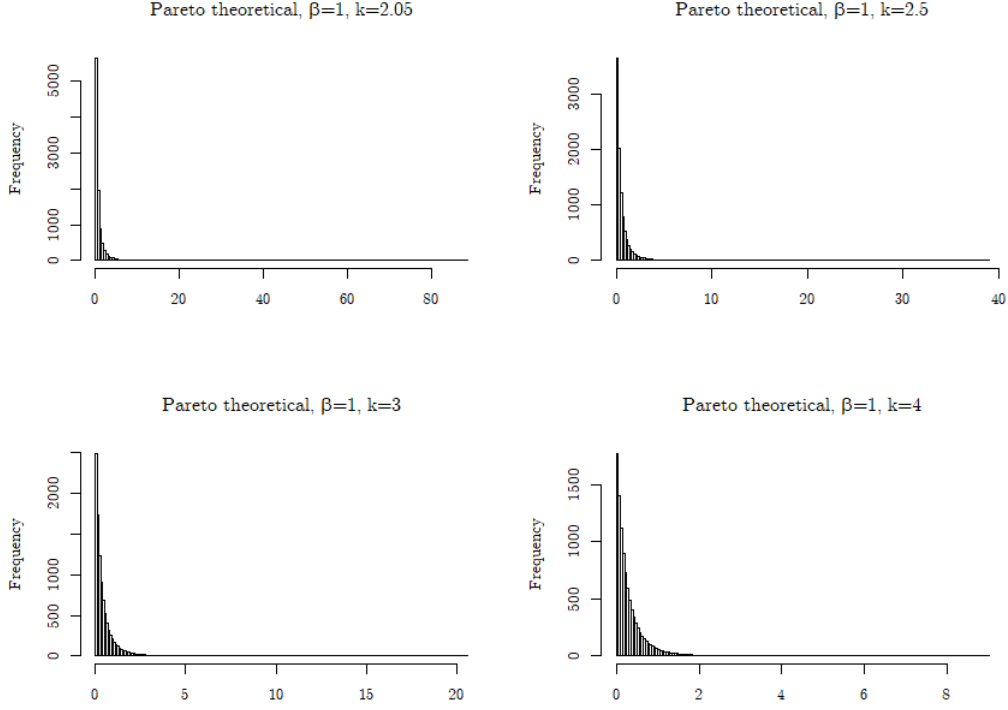 Pareto theoretical, β=1, k=2.05
Frequency
0 1000 3000 5000
0 20 40 60 80
Pareto theoretical, β=1, k=2.5
Frequency
0 1000 2000 3000
0 10 20 30 40
Pareto theoretical, β=1, k=3
Frequency
0 500 1000 2000
0 5 10 15 20
Pareto theoretical, β=1, k=4
Frequency
0 500 1000 1500
0 2 4 6 8